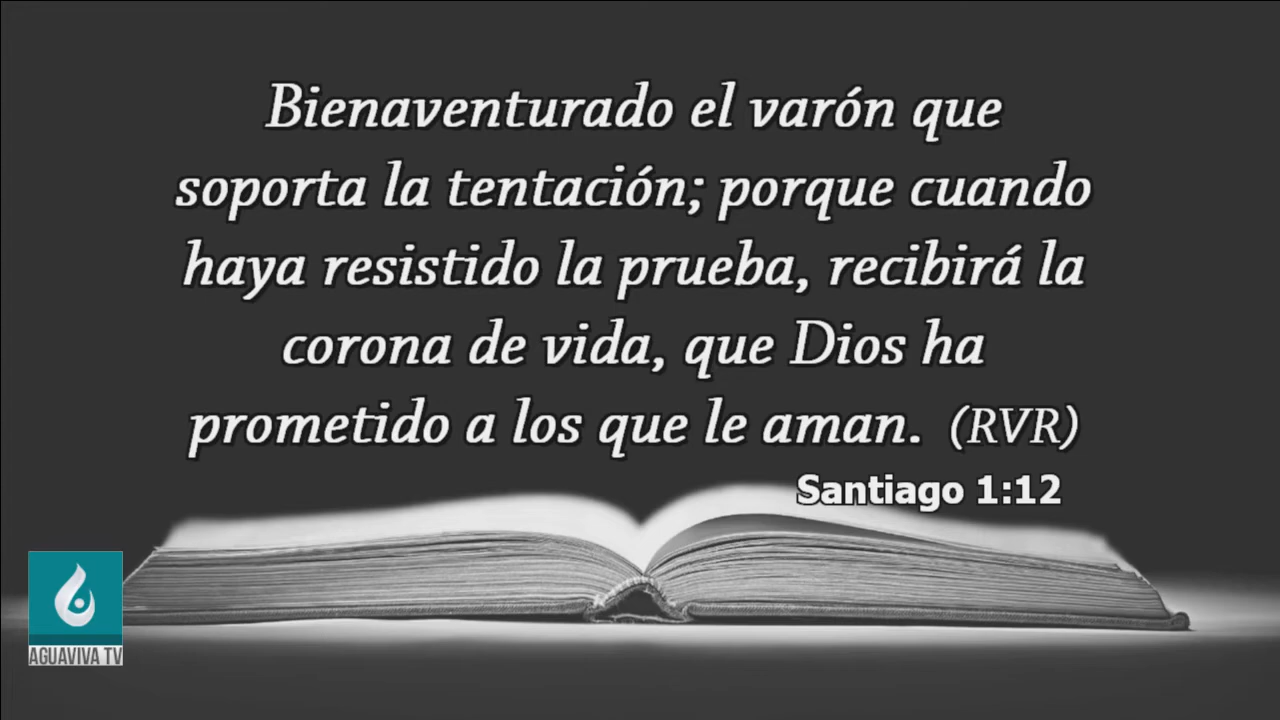 Bienaventurado el varón que
soporta la tentación; porque cuando
haya resistido la prueba, recibirá la
corona de vida, que Dios ha
prometido a los que le aman. (RVR)
Santiago 1:12
AGUAVIVA TV